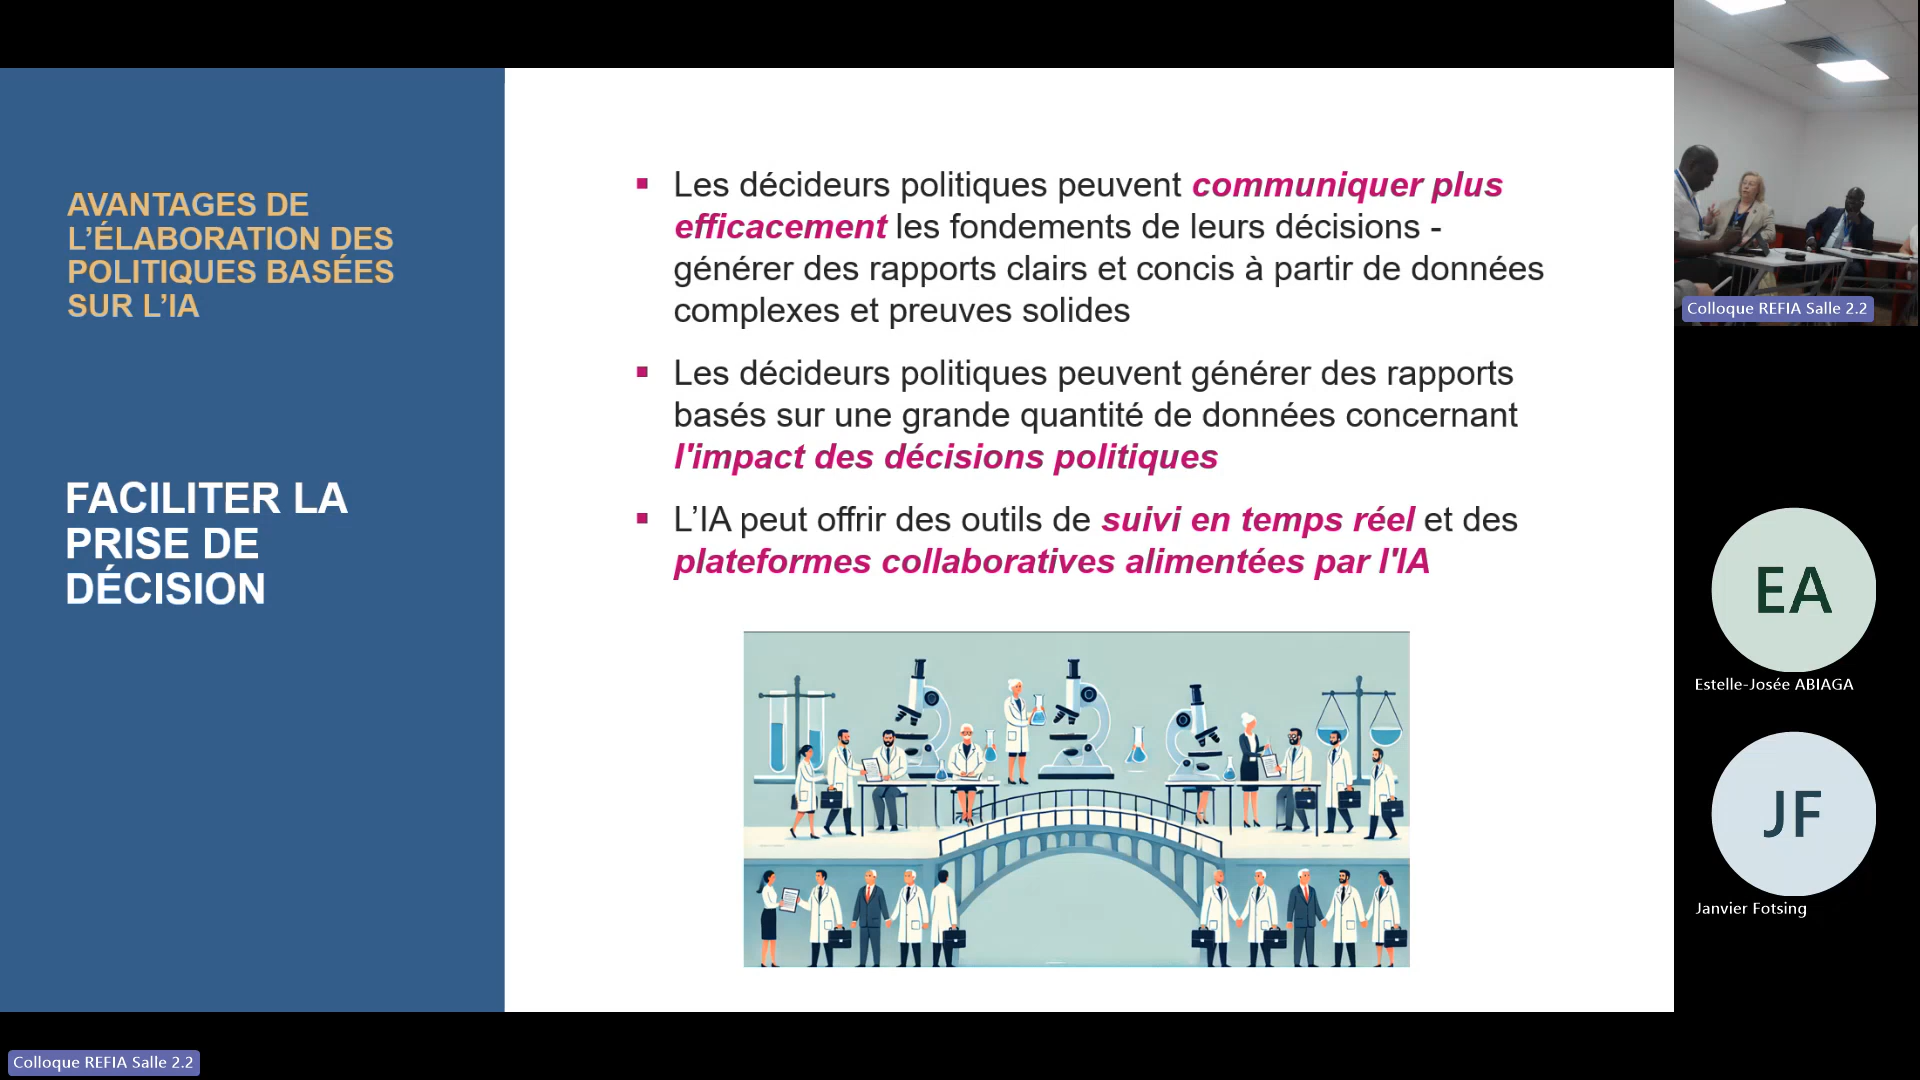 AVANTAGES DE
L’ÉLABORATION DES
POLITIQUES BASÉES
SUR L’IA
FACILITER LA
PRISE DE
DÉCISION
▪ Les décideurs politiques peuvent communiquer plus
efficacement les fondements de leurs décisions -
générer des rapports clairs et concis à partir de données
complexes et preuves solides
▪ Les décideurs politiques peuvent générer des rapports
basés sur une grande quantité de données concernant
l'impact des décisions politiques
▪ L’IA peut offrir des outils de suivi en temps réel et des
plateformes collaboratives alimentées par l'IA
Colloque REFIA Salle 2.2
EA
Estelle-Josée ABIAGA
JF
Janvier Fotsing
Colloque REFIA Salle 2.2